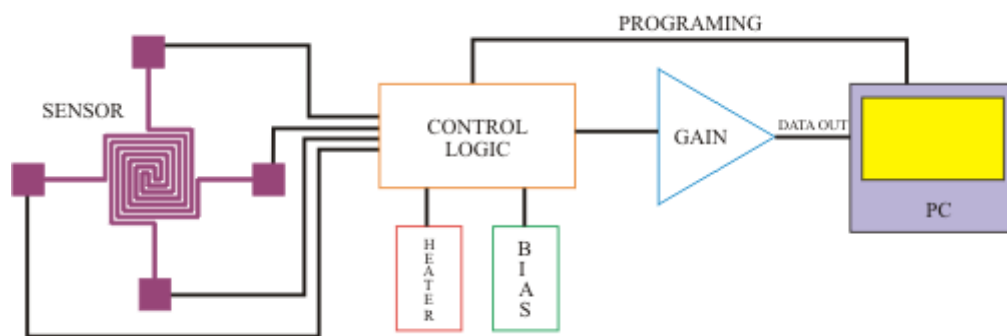 PROGRAMING
SENSOR
CONTROL
LOGIC
GAIN
DATA OUT
PC
HEATER
BIAS